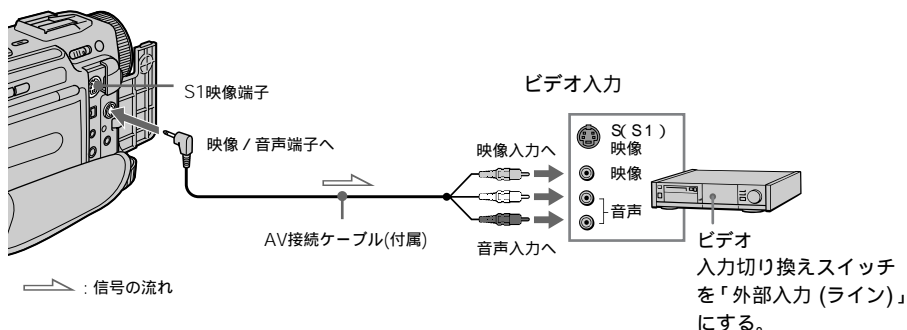 S1映像端子
映像 / 音声端子へ
AV接続ケーブル(付属)
: 信号の流れ
ビデオ入力
映像入力へ
音声入力へ
S( S 1 )
映像
映像
音声
ビデオ
入力切り換えスイッチ
を「外部入力 (ライン)」
にする。